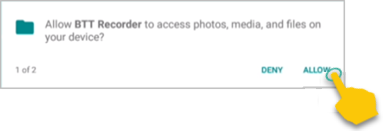 Allow BTT Recorder to access photos, media, and files on
your device?
1 of 2 DENY ALLOW